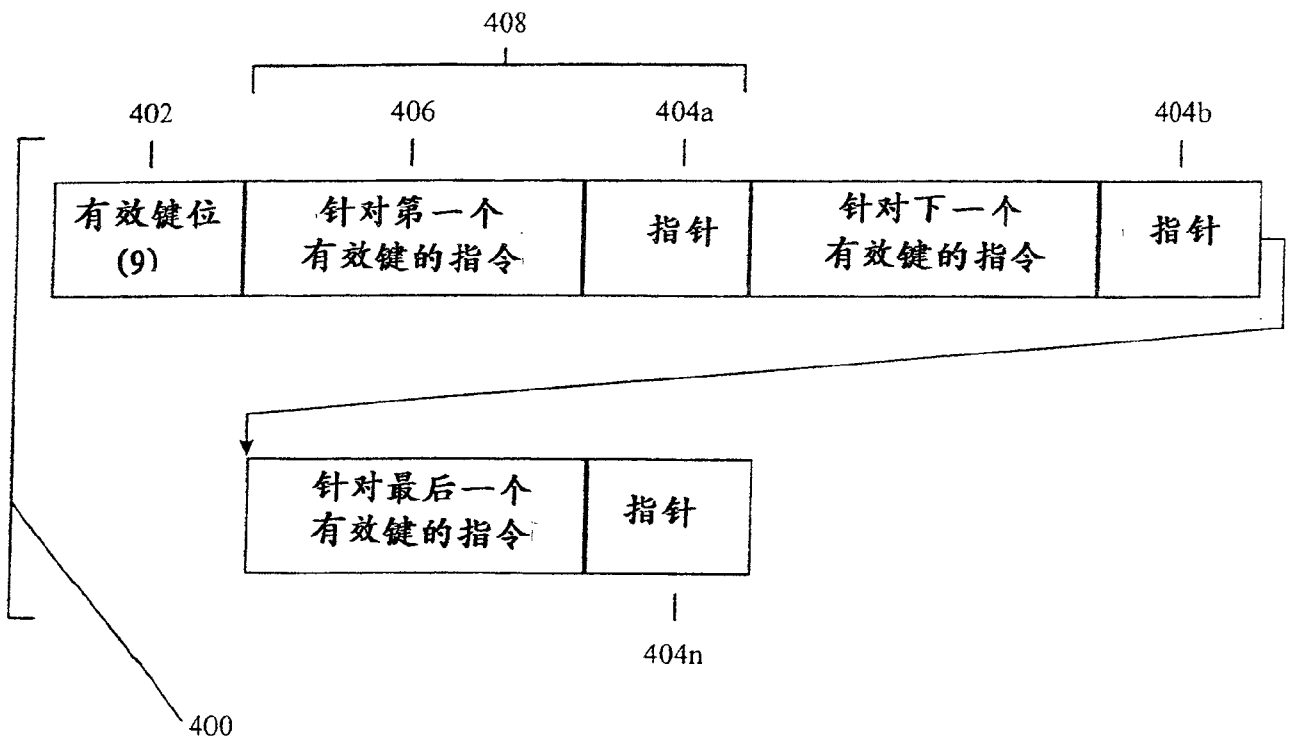 408
402
406
404a
404b
有效键位
(9)
针对第一个
有效键的指令
指针
针对下一个
有效键的指令
指针
针对最后一个
有效键的指令
指针
404n
400